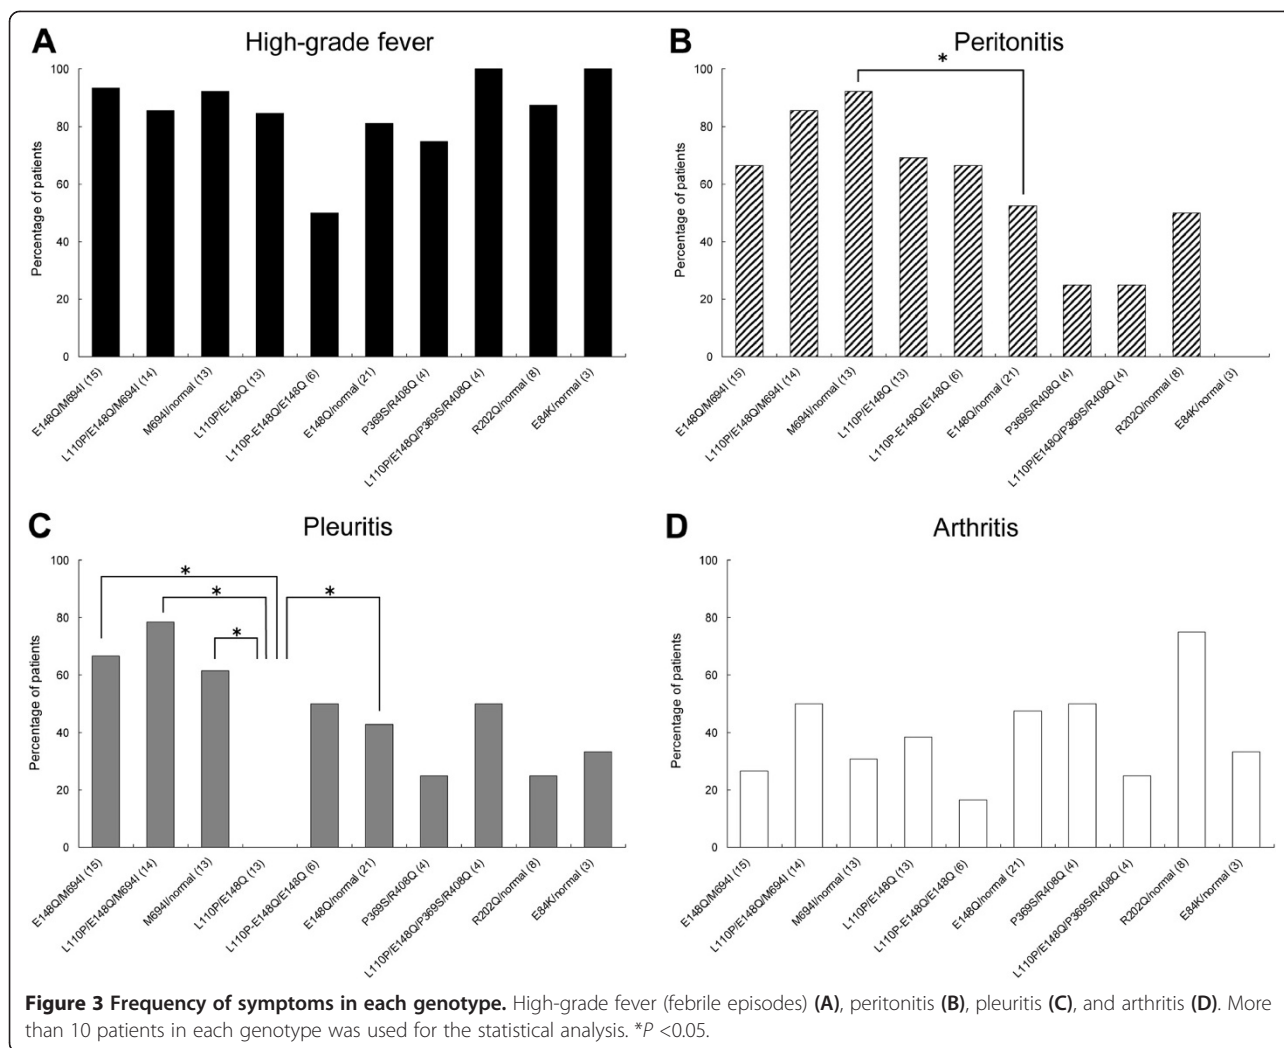 A
High-grade fever
Percentage of patients
100
80
60
40
20
0
E148Q/M694I (15)
L110P/E148Q/M694I (14)
M694I/normal (13)
L110P/E148Q (13)
L110P-E148Q/E148Q (6)
E148Q/normal (21)
P369S/R408Q (4)
L110P/E148Q/P369S/R408Q (4)
R202Q/normal (8)
E84K/normal (3)
B
Peritonitis
*
Percentage of patients
100
80
60
40
20
0
E148Q/M694I (15)
L110P/E148Q/M694I (14)
M694I/normal (13)
L110P/E148Q (13)
L110P-E148Q/E148Q (6)
E148Q/normal (21)
P369S/R408Q (4)
L110P/E148Q/P369S/R408Q (4)
R202Q/normal (8)
E84K/normal (3)
C
Pleuritis
* * * *
Percentage of patients
100
80
60
40
20
0
E148Q/M694I (15)
L110P/E148Q/M694I (14)
M694I/normal (13)
L110P/E148Q (13)
L110P-E148Q/E148Q (6)
E148Q/normal (21)
P369S/R408Q (4)
L110P/E148Q/P369S/R408Q (4)
R202Q/normal (8)
E84K/normal (3)
D
Arthritis
Percentage of patients
100
80
60
40
20
0
E148Q/M694I (15)
L110P/E148Q/M694I (14)
M694I/normal (13)
L110P/E148Q (13)
L110P-E148Q/E148Q (6)
E148Q/normal (21)
P369S/R408Q (4)
L110P/E148Q/P369S/R408Q (4)
R202Q/normal (8)
E84K/normal (3)
Figure 3 Frequency of symptoms in each genotype. High-grade fever (febrile episodes) (A), peritonitis (B), pleuritis (C), and arthritis (D). More
than 10 patients in each genotype was used for the statistical analysis. *P <0.05.